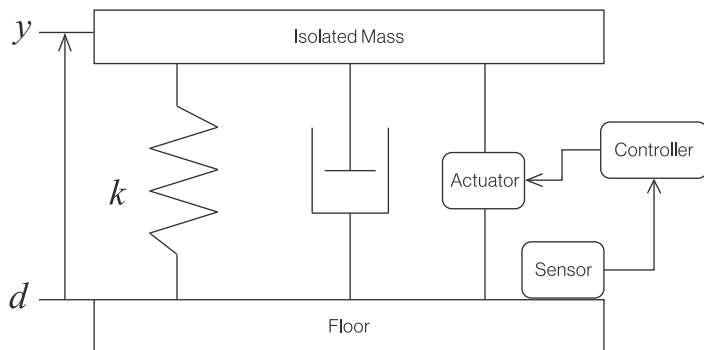 y
Isolated Mass
Controller
Actuator
k
Sensor
d
Floor